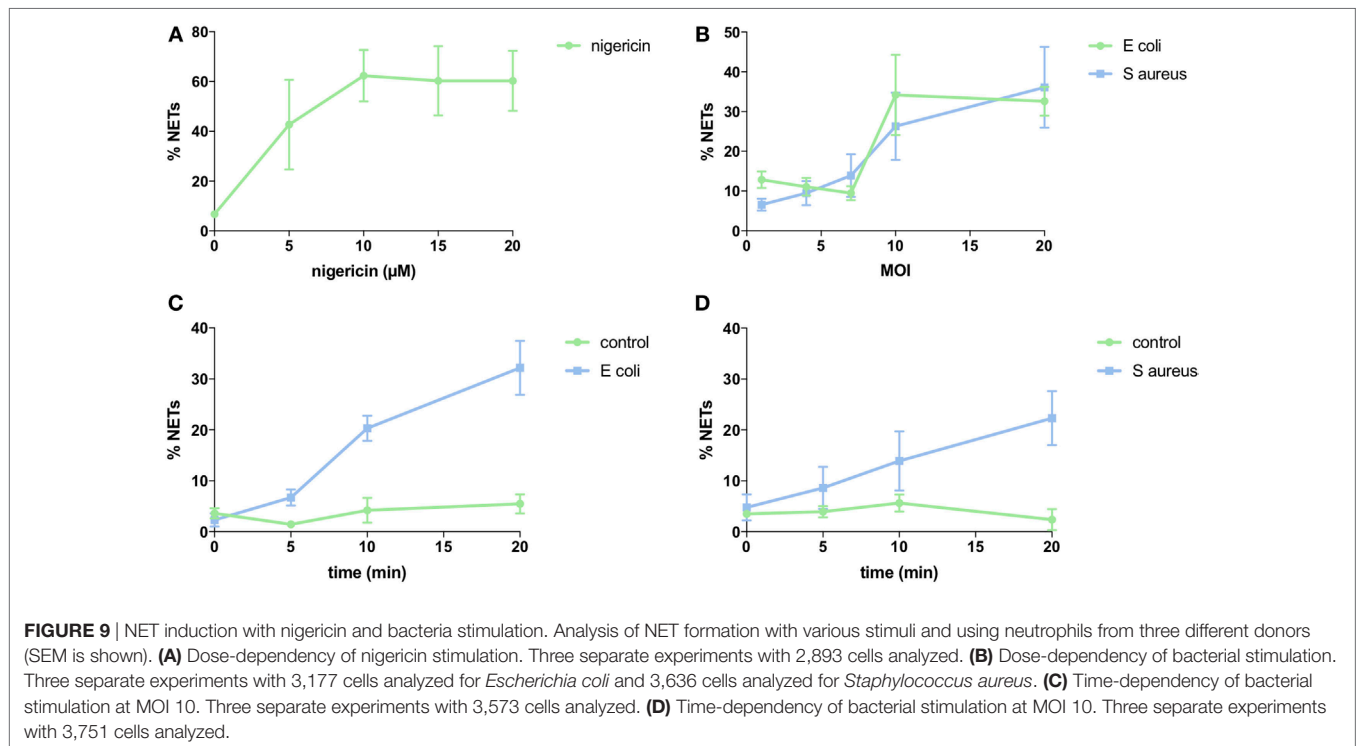 A
nigericin
80
60
40
20
0
% NETs
0 5 10 15 20
nigericin (µM)
B
E coli
S aureus
50
40
30
20
10
0
% NETs
0 5 10 15 20
MOI
C
control
E coli
40
30
20
10
0
% NETs
0 5 10 15 20
time (min)
D
control
S aureus
40
30
20
10
0
% NETs
0 5 10 15 20
time (min)
FIGURE 9 | NET induction with nigericin and bacteria stimulation. Analysis of NET formation with various stimuli and using neutrophils from three different donors
(SEM is shown). (A) Dose-dependency of nigericin stimulation. Three separate experiments with 2,893 cells analyzed. (B) Dose-dependency of bacterial stimulation.
Three separate experiments with 3,177 cells analyzed for Escherichia coli and 3,636 cells analyzed for Staphylococcus aureus. (C) Time-dependency of bacterial
stimulation at MOI 10. Three separate experiments with 3,573 cells analyzed. (D) Time-dependency of bacterial stimulation at MOI 10. Three separate experiments
with 3,751 cells analyzed.